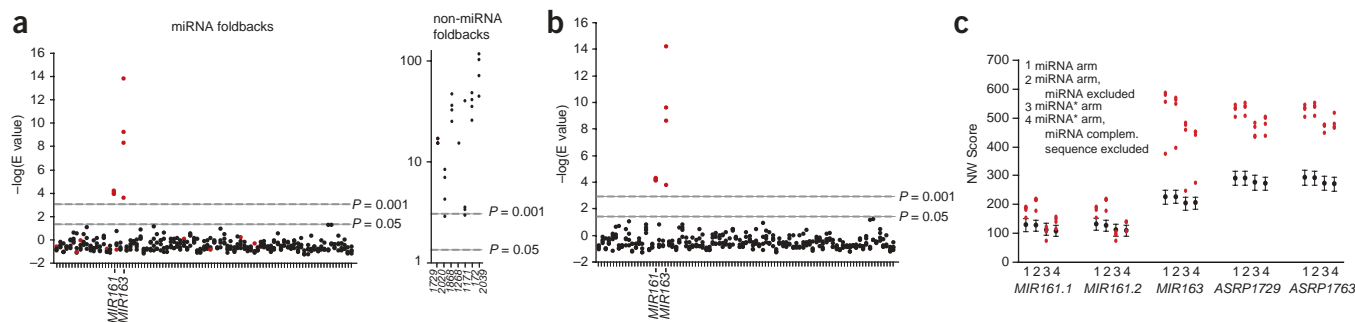 a
miRNA foldbacks
16
14
12
10
8
6
4
2
0
−2
−log(E value)
P = 0.001
P = 0.05
MIR161
MIR163
non-miRNA
foldbacks
100
10
1
P = 0.001
P = 0.05
1729
2020
1868
1268
1171
172
2039
b
16
14
12
10
8
6
4
2
0
−2
−log(E value)
P = 0.001
P = 0.05
MIR161
MIR163
c
700
600
500
400
300
200
100
0
NW Score
1 miRNA arm
2 miRNA arm,
miRNA excluded
3 miRNA* arm
4 miRNA* arm,
miRNA complem.
sequence excluded
1 2 3 4
1 2 3 4
1 2 3 4
1 2 3 4
1 2 3 4
MIR161.1
MIR161.2
MIR163
ASRP1729
ASRP1763